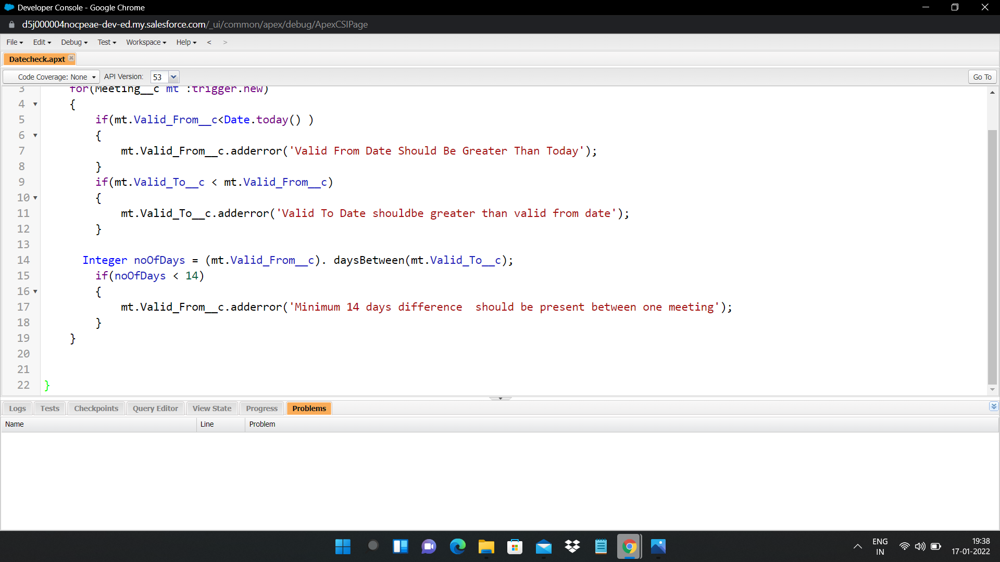 Developer Console - Google Chrome
d5j000004nocpeae-dev-ed.my.salesforce.com/_ui/common/apex/debug/ApexCSIPage
File Edit Debug Test Workspace Help < >
Datecheck.apxt
Code Coverage: None API Version: 53 Go To
3 for(Meeting__c mt :trigger.new)
4 {
5 if(mt.Valid_From__c<Date.today() )
6 {
7 mt.Valid_From__c.adderror('Valid From Date Should Be Greater Than Today');
8 }
9 if(mt.Valid_To__c < mt.Valid_From__c)
10 {
11 mt.Valid_To__c.adderror('Valid To Date shouldbe greater than valid from date');
12 }
13
14 Integer noOfDays = (mt.Valid_From__c). daysBetween(mt.Valid_To__c);
15 if(noOfDays < 14)
16 {
17 mt.Valid_From__c.adderror('Minimum 14 days difference  should be present between one meeting');
18 }
19 }
20
21
22 }
Logs Tests Checkpoints Query Editor View State Progress Problems
Name Line Problem
ENG 19:38
IN 17-01-2022